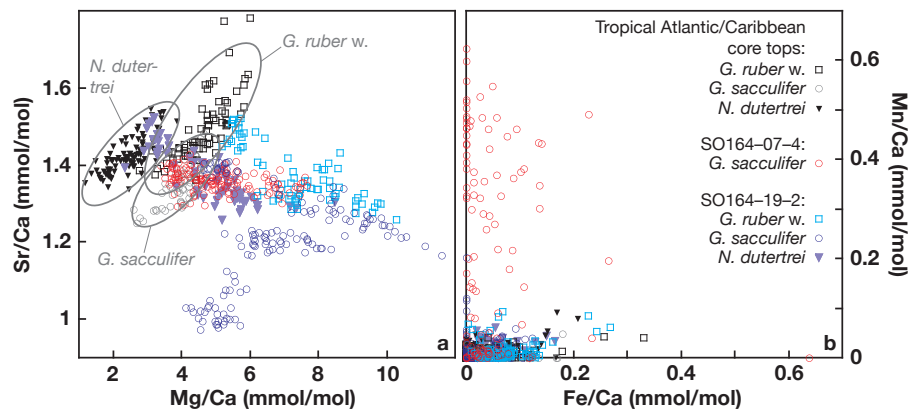 G. ruber w.
N. duter-
trei
G. sacculifer
1.6
1.4
1.2
1
Sr/Ca (mmol/mol)
2
4
6
8
10
Mg/Ca (mmol/mol)
a
Tropical Atlantic/Caribbean
core tops:
G. ruber w.
G. sacculifer
N. dutertrei
SO164–07–4:
G. sacculifer
SO164–19–2:
G. ruber w.
G. sacculifer
N. dutertrei
0.6
0.4
0.2
0
Mn/Ca (mmol/mol)
b
0
0.2
0.4
0.6
Fe/Ca (mmol/mol)